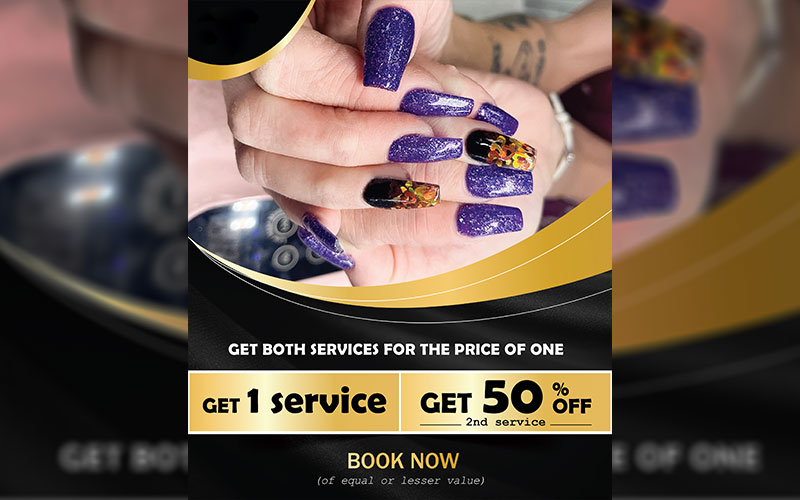 GET BOTH SERVICES FOR THE PRICE OF ONE
GET 1 service
GET 50 % OFF
2nd service
BOOK NOW
(of equal or lesser value)